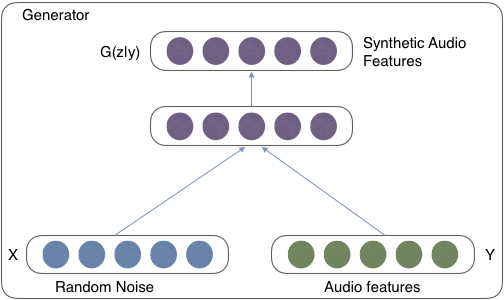 Generator
G(z|y)
Synthetic Audio
Features
X
Y
Random Noise
Audio features